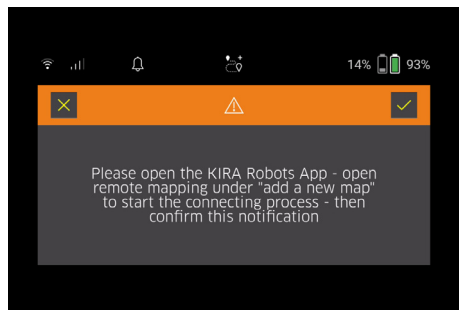 14% 93%
Please open the KIRA Robots App - open
remote mapping under "add a new map"
to start the connecting process - then
confirm this notification